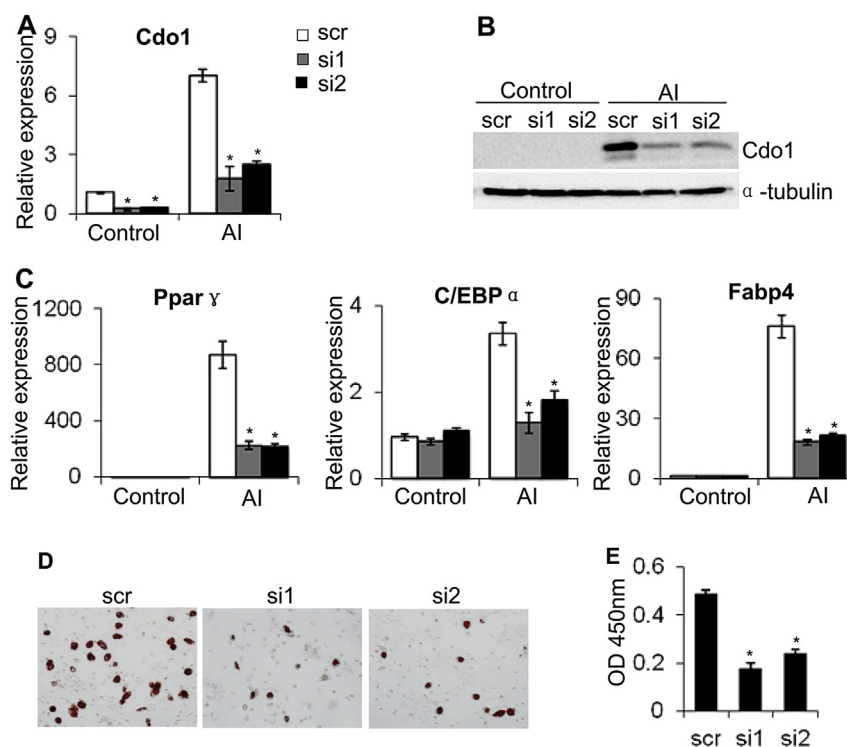 A
Cdo1
scr
si1
si2
Relative expression
9
6
3
0
* * * *
Control AI
B
Control AI
scr si1 si2 scr si1 si2
Cdo1
α -tubulin
C
Ppar ɣ
Relative expression
1200
800
400
0
* *
Control AI
C/EBP α
Relative expression
4
2
0
* *
Control AI
Fabp4
Relative expression
90
60
30
0
* *
Control AI
D
scr si1 si2
E
OD 450nm
0.6
0.4
0.2
0
* *
scr si1 si2